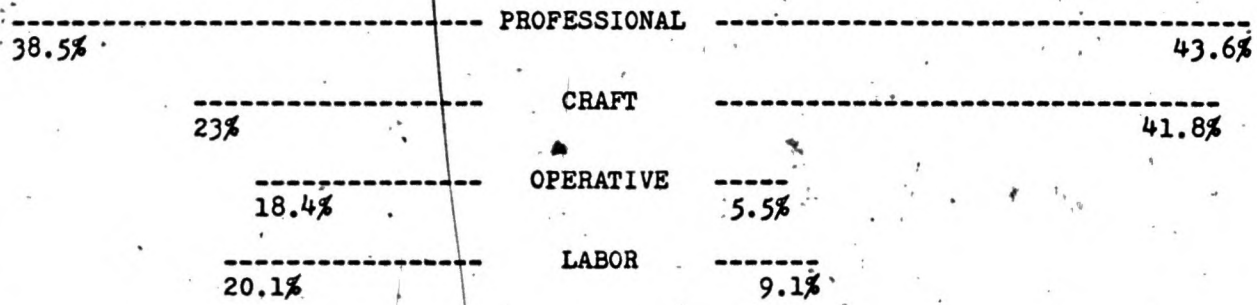 PROFESSIONAL
38.5% 43.6%
CRAFT
23% 41.8%
OPERATIVE
18.4% 5.5%
LABOR
20.1% 9.1%